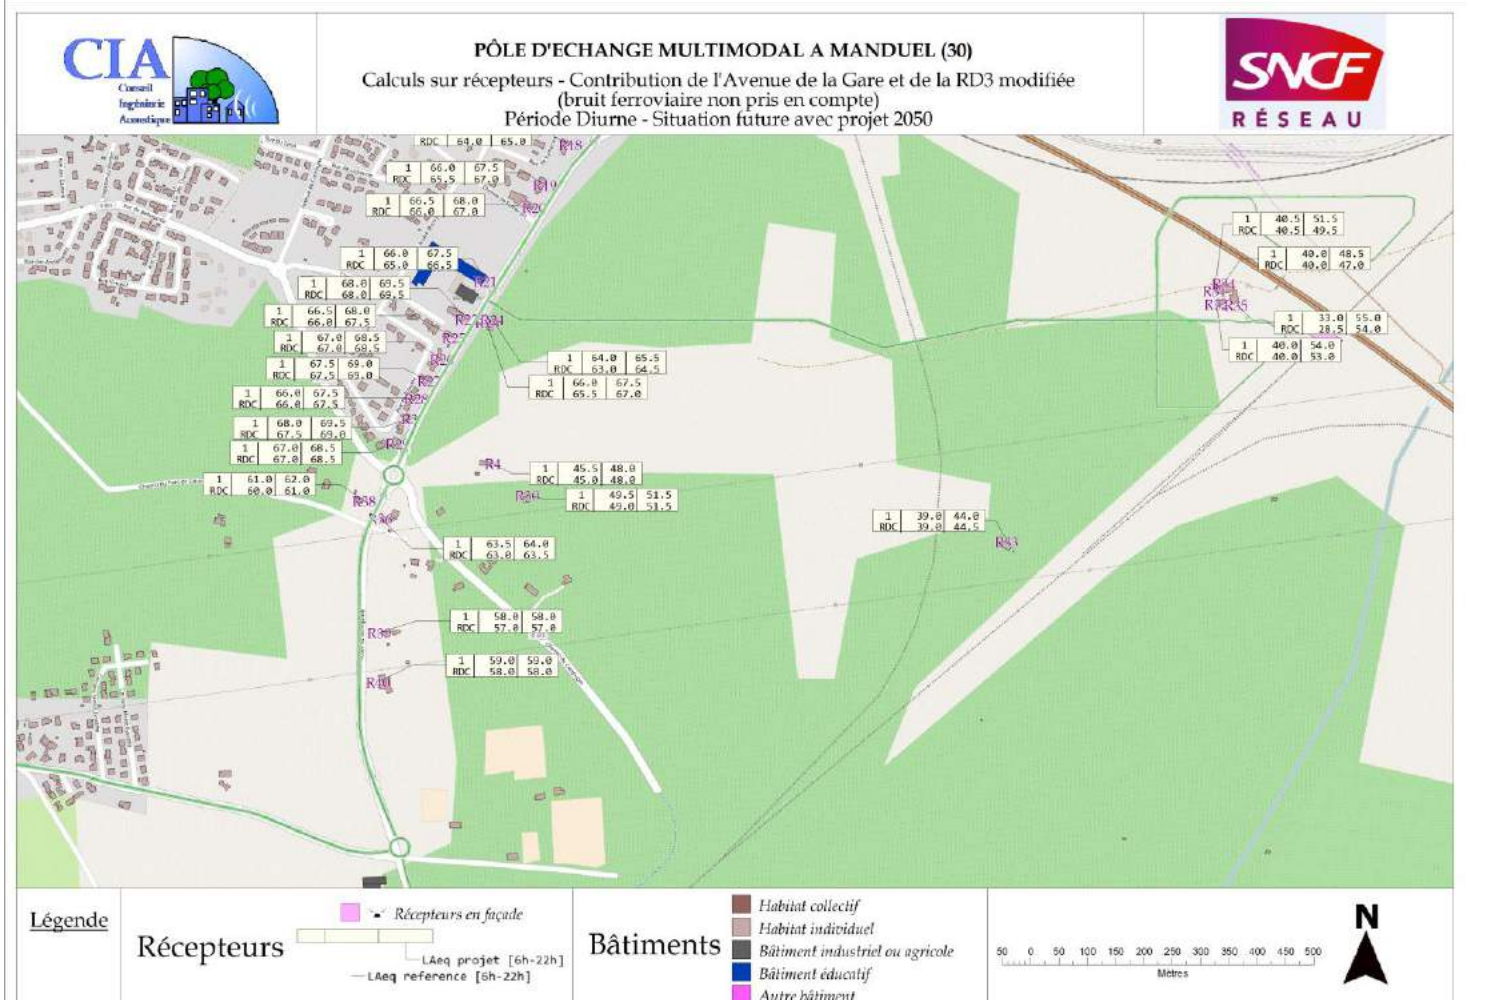 CIA
Conseil
Ingénierie
Acoustique
PÔLE D'ECHANGE MULTIMODAL A MANDUEL (30)
Calculs sur récepteurs - Contribution de l'Avenue de la Gare et de la RD3 modifiée
(bruit ferroviaire non pris en compte)
Période Diurne - Situation future avec projet 2050
SNCF
RÉSEAU
RDC 64.0 65.0
R18
1 66.0 67.5
RDC 65.5 67.0
R19
1 66.5 68.0
RDC 66.0 67.0
R20
1 66.0 67.5
RDC 65.0 66.5
R21
1 68.0 69.5
RDC 68.0 69.5
1 66.5 68.0
RDC 66.0 67.5
1 67.0 68.5
RDC 67.0 68.5
1 67.5 69.0
RDC 67.5 69.0
1 66.0 67.5
RDC 66.0 67.5
R28
1 68.0 69.5
RDC 67.5 69.0
R3
1 67.0 68.5
RDC 67.0 68.5
1 64.0 65.5
RDC 63.0 64.5
1 66.0 67.5
RDC 65.5 67.0
1 61.0 62.0
RDC 60.0 61.0
R38
R4
1 45.5 48.0
RDC 45.0 48.0
R30
1 49.5 51.5
RDC 49.0 51.5
1 63.5 64.0
RDC 63.0 63.5
1 58.0 58.0
RDC 57.0 57.0
R39
1 59.0 59.0
RDC 58.0 58.0
R40
1 39.0 44.0
RDC 39.0 44.5
R33
1 40.5 51.5
RDC 40.5 49.5
1 40.0 48.5
RDC 40.0 47.0
R35
1 33.0 55.0
RDC 28.5 54.0
1 40.0 54.0
RDC 40.0 53.0
Légende
Récepteurs
Récepteurs en façade
LAeq projet [6h-22h]
LAeq reference [6h-22h]
Bâtiments
Habitat collectif
Habitat individuel
Bâtiment industriel ou agricole
Bâtiment éducatif
Autre bâtiment
50 0 50 100 150 200 250 300 350 400 450 500
Mètres
N